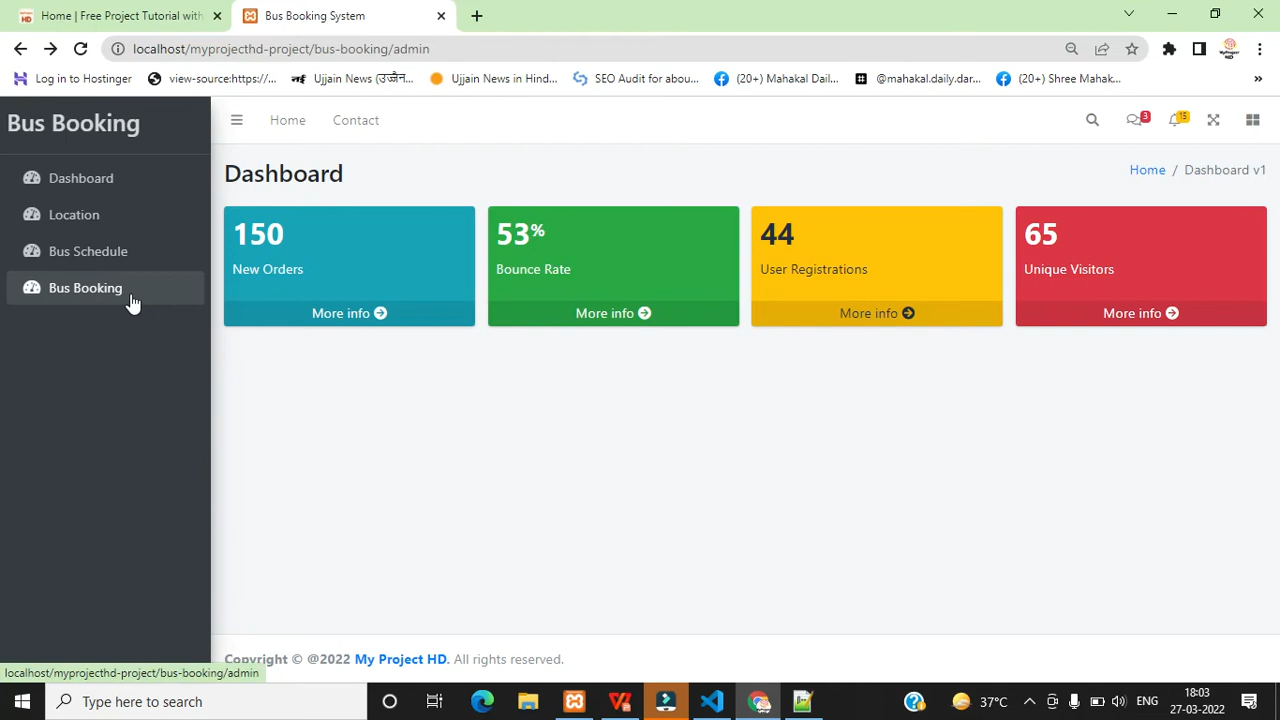 Home | Free Project Tutorial with
Bus Booking System
localhost/myprojecthd-project/bus-booking/admin
Log in to Hostinger
view-source:https://...
Ujjain News in Hind...
SEO Audit for abou...
(20+) Mahakal Dail...
@mahakal.daily.dar...
(20+) Shree Mahak...
»
Bus Booking
Home
Contact
3
15
Dashboard
Location
Bus Schedule
Bus Booking
Dashboard
Home / Dashboard v1
150
New Orders
More info
53%
Bounce Rate
More info
44
User Registrations
More info
65
Unique Visitors
More info
Copyright © @2022 My Project HD. All rights reserved.
localhost/myprojecthd-project/bus-booking/admin
Type here to search
37°C
ENG
18:03
27-03-2022